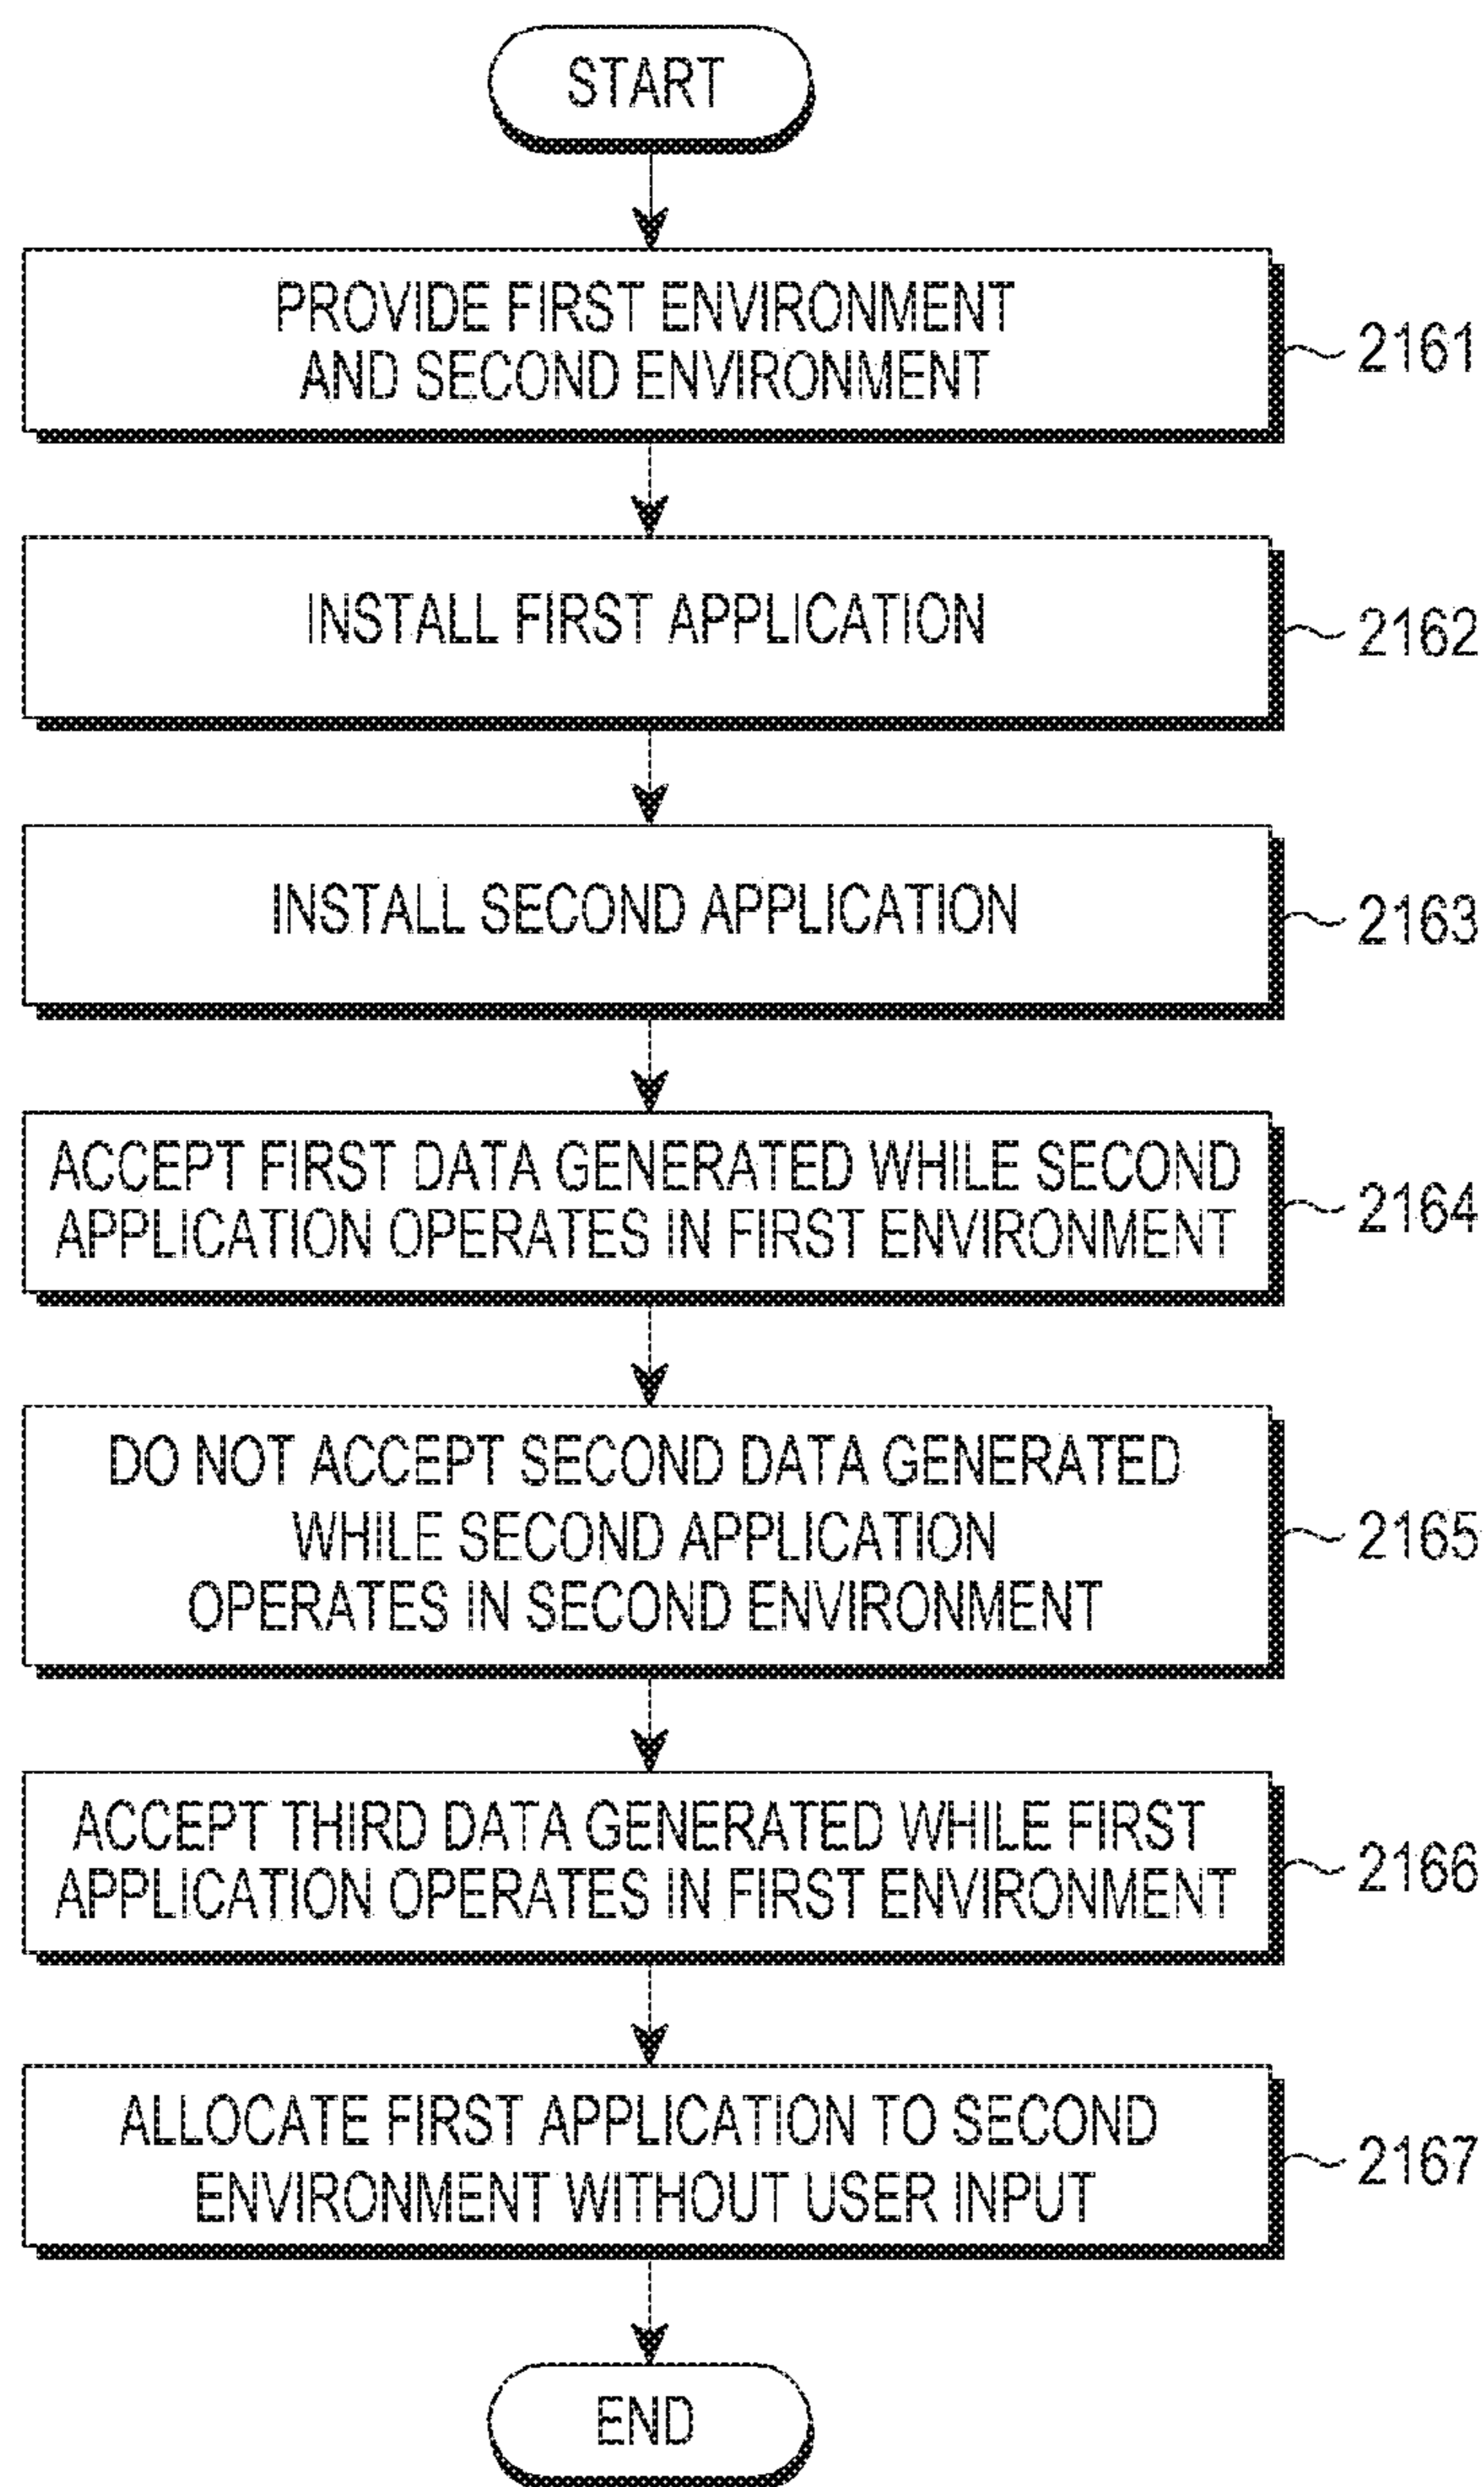 START
PROVIDE FIRST ENVIRONMENT
AND SECOND ENVIRONMENT
2161
INSTALL FIRST APPLICATION
2162
INSTALL SECOND APPLICATION
2163
ACCEPT FIRST DATA GENERATED WHILE SECOND
APPLICATION OPERATES IN FIRST ENVIRONMENT
2164
DO NOT ACCEPT SECOND DATA GENERATED
WHILE SECOND APPLICATION
OPERATES IN SECOND ENVIRONMENT
2165
ACCEPT THIRD DATA GENERATED WHILE FIRST
APPLICATION OPERATES IN FIRST ENVIRONMENT
2166
ALLOCATE FIRST APPLICATION TO SECOND
ENVIRONMENT WITHOUT USER INPUT
2167
END